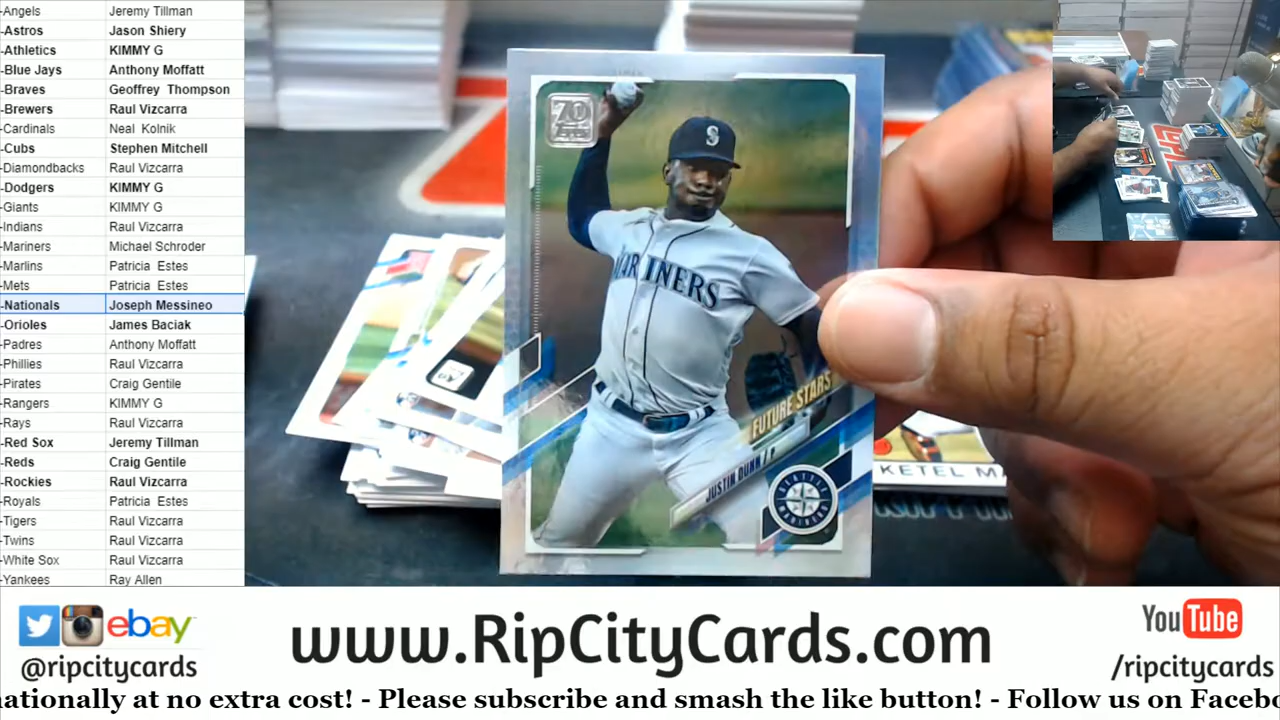 -Angels Jeremy Tillman
-Astros Jason Shiery
-Athletics KIMMY G
-Blue Jays Anthony Moffatt
-Braves Geoffrey Thompson
-Brewers Raul Vizcarra
-Cardinals Neal Kolnik
-Cubs Stephen Mitchell
-Diamondbacks Raul Vizcarra
-Dodgers KIMMY G
-Giants KIMMY G
-Indians Raul Vizcarra
-Mariners Michael Schroder
-Marlins Patricia Estes
-Mets Patricia Estes
-Nationals Joseph Messineo
-Orioles James Baciak
-Padres Anthony Moffatt
-Phillies Raul Vizcarra
-Pirates Craig Gentile
-Rangers KIMMY G
-Rays Raul Vizcarra
-Red Sox Jeremy Tillman
-Reds Craig Gentile
-Rockies Raul Vizcarra
-Royals Patricia Estes
-Tigers Raul Vizcarra
-Twins Raul Vizcarra
-White Sox Raul Vizcarra
-Yankees Ray Allen
70
S
MARINERS
FUTURE STARS
JUSTIN DUNN / P
SEATTLE
MARINERS
KETEL M
ebay
@ripcitycards
www.RipCityCards.com
YouTube
/ripcitycards
nationally at no extra cost! - Please subscribe and smash the like button! - Follow us on Facebo